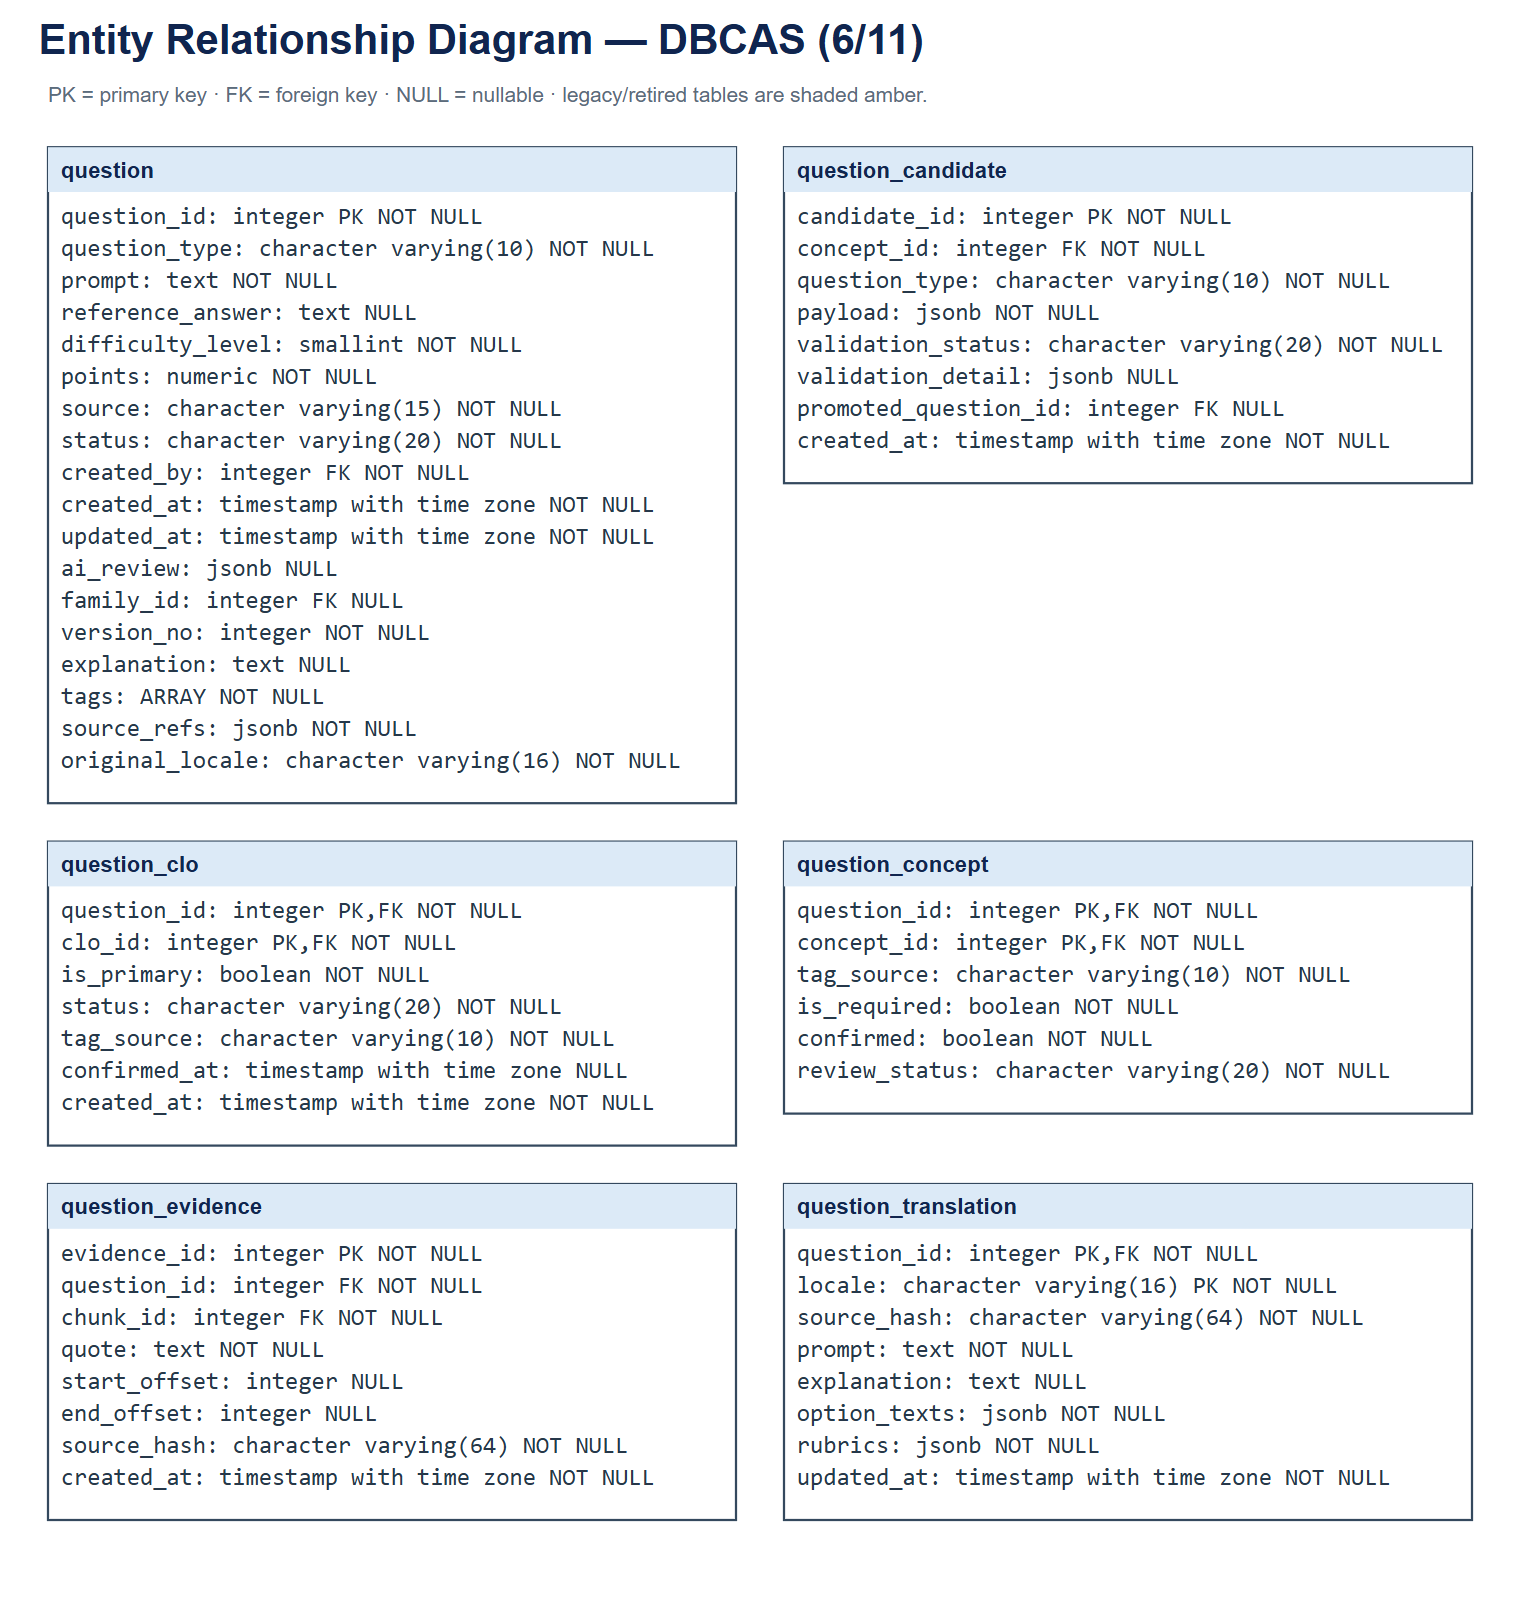 Entity Relationship Diagram — DBCAS (6/11)
PK = primary key · FK = foreign key · NULL = nullable · legacy/retired tables are shaded amber.
question
question_id: integer PK NOT NULL
question_type: character varying(10) NOT NULL
prompt: text NOT NULL
reference_answer: text NULL
difficulty_level: smallint NOT NULL
points: numeric NOT NULL
source: character varying(15) NOT NULL
status: character varying(20) NOT NULL
created_by: integer FK NOT NULL
created_at: timestamp with time zone NOT NULL
updated_at: timestamp with time zone NOT NULL
ai_review: jsonb NULL
family_id: integer FK NULL
version_no: integer NOT NULL
explanation: text NULL
tags: ARRAY NOT NULL
source_refs: jsonb NOT NULL
original_locale: character varying(16) NOT NULL
question_candidate
candidate_id: integer PK NOT NULL
concept_id: integer FK NOT NULL
question_type: character varying(10) NOT NULL
payload: jsonb NOT NULL
validation_status: character varying(20) NOT NULL
validation_detail: jsonb NULL
promoted_question_id: integer FK NULL
created_at: timestamp with time zone NOT NULL
question_clo
question_id: integer PK,FK NOT NULL
clo_id: integer PK,FK NOT NULL
is_primary: boolean NOT NULL
status: character varying(20) NOT NULL
tag_source: character varying(10) NOT NULL
confirmed_at: timestamp with time zone NULL
created_at: timestamp with time zone NOT NULL
question_concept
question_id: integer PK,FK NOT NULL
concept_id: integer PK,FK NOT NULL
tag_source: character varying(10) NOT NULL
is_required: boolean NOT NULL
confirmed: boolean NOT NULL
review_status: character varying(20) NOT NULL
question_evidence
evidence_id: integer PK NOT NULL
question_id: integer FK NOT NULL
chunk_id: integer FK NOT NULL
quote: text NOT NULL
start_offset: integer NULL
end_offset: integer NULL
source_hash: character varying(64) NOT NULL
created_at: timestamp with time zone NOT NULL
question_translation
question_id: integer PK,FK NOT NULL
locale: character varying(16) PK NOT NULL
source_hash: character varying(64) NOT NULL
prompt: text NOT NULL
explanation: text NULL
option_texts: jsonb NOT NULL
rubrics: jsonb NOT NULL
updated_at: timestamp with time zone NOT NULL